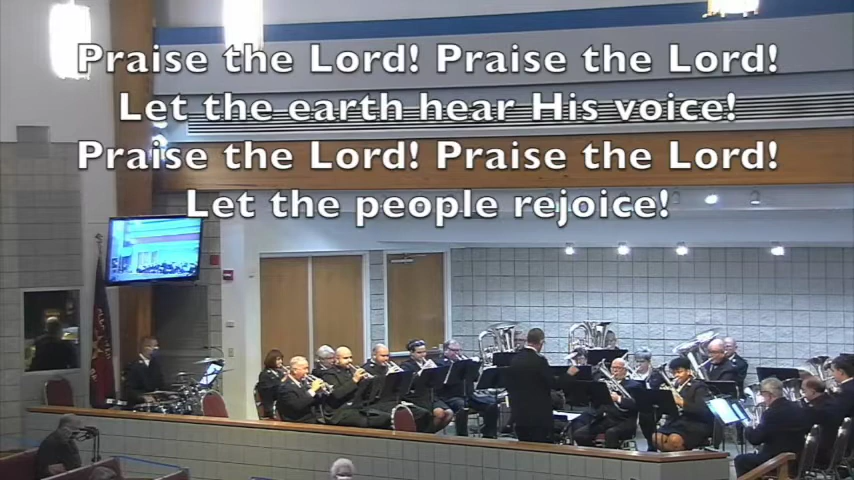 Praise the Lord! Praise the Lord!
Let the earth hear His voice!
Praise the Lord! Praise the Lord!
Let the people rejoice!